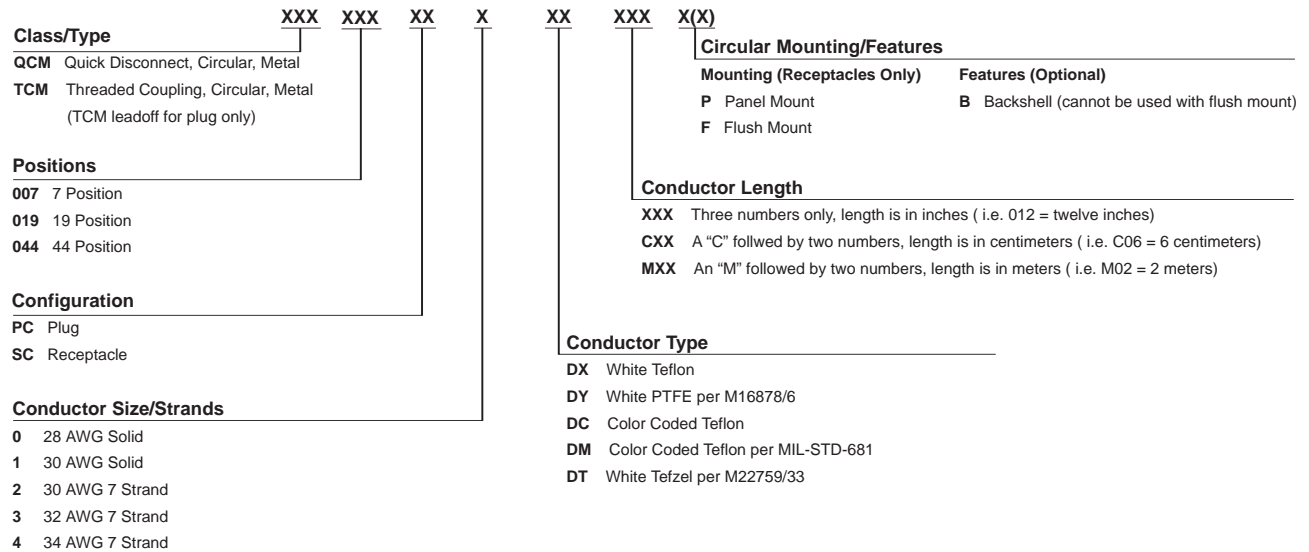 XXX XXX XX X XX XXX X(X)
Class/Type
QCM Quick Disconnect, Circular, Metal
TCM Threaded Coupling, Circular, Metal
(TCM leadoff for plug only)
Positions
007 7 Position
019 19 Position
044 44 Position
Configuration
PC Plug
SC Receptacle
Conductor Size/Strands
0 28 AWG Solid
1 30 AWG Solid
2 30 AWG 7 Strand
3 32 AWG 7 Strand
4 34 AWG 7 Strand
Circular Mounting/Features
Mounting (Receptacles Only) Features (Optional)
P Panel Mount B Backshell (cannot be used with flush mount)
F Flush Mount
Conductor Length
XXX Three numbers only, length is in inches ( i.e. 012 = twelve inches)
CXX A “C” follwed by two numbers, length is in centimeters ( i.e. C06 = 6 centimeters)
MXX An “M” followed by two numbers, length is in meters ( i.e. M02 = 2 meters)
Conductor Type
DX White Teflon
DY White PTFE per M16878/6
DC Color Coded Teflon
DM Color Coded Teflon per MIL-STD-681
DT White Tefzel per M22759/33